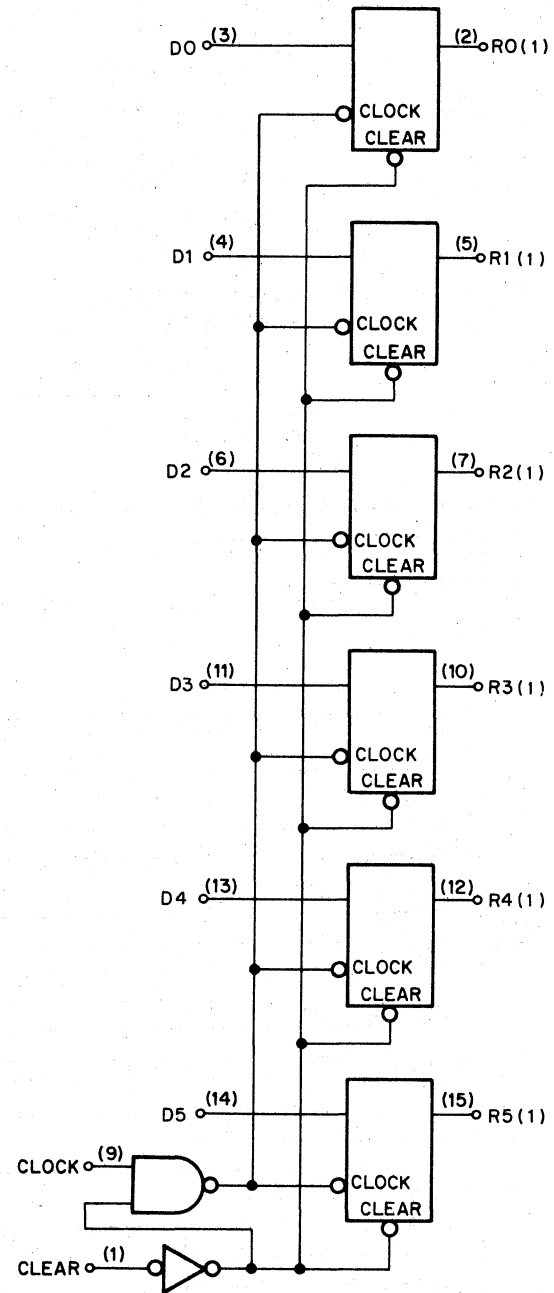 D0 (3) (2) R0(1)
CLOCK
CLEAR
D1 (4) (5) R1(1)
CLOCK
CLEAR
D2 (6) (7) R2(1)
CLOCK
CLEAR
D3 (11) (10) R3(1)
CLOCK
CLEAR
D4 (13) (12) R4(1)
CLOCK
CLEAR
D5 (14) (15) R5(1)
CLOCK (9)
CLOCK
CLEAR
CLEAR (1)